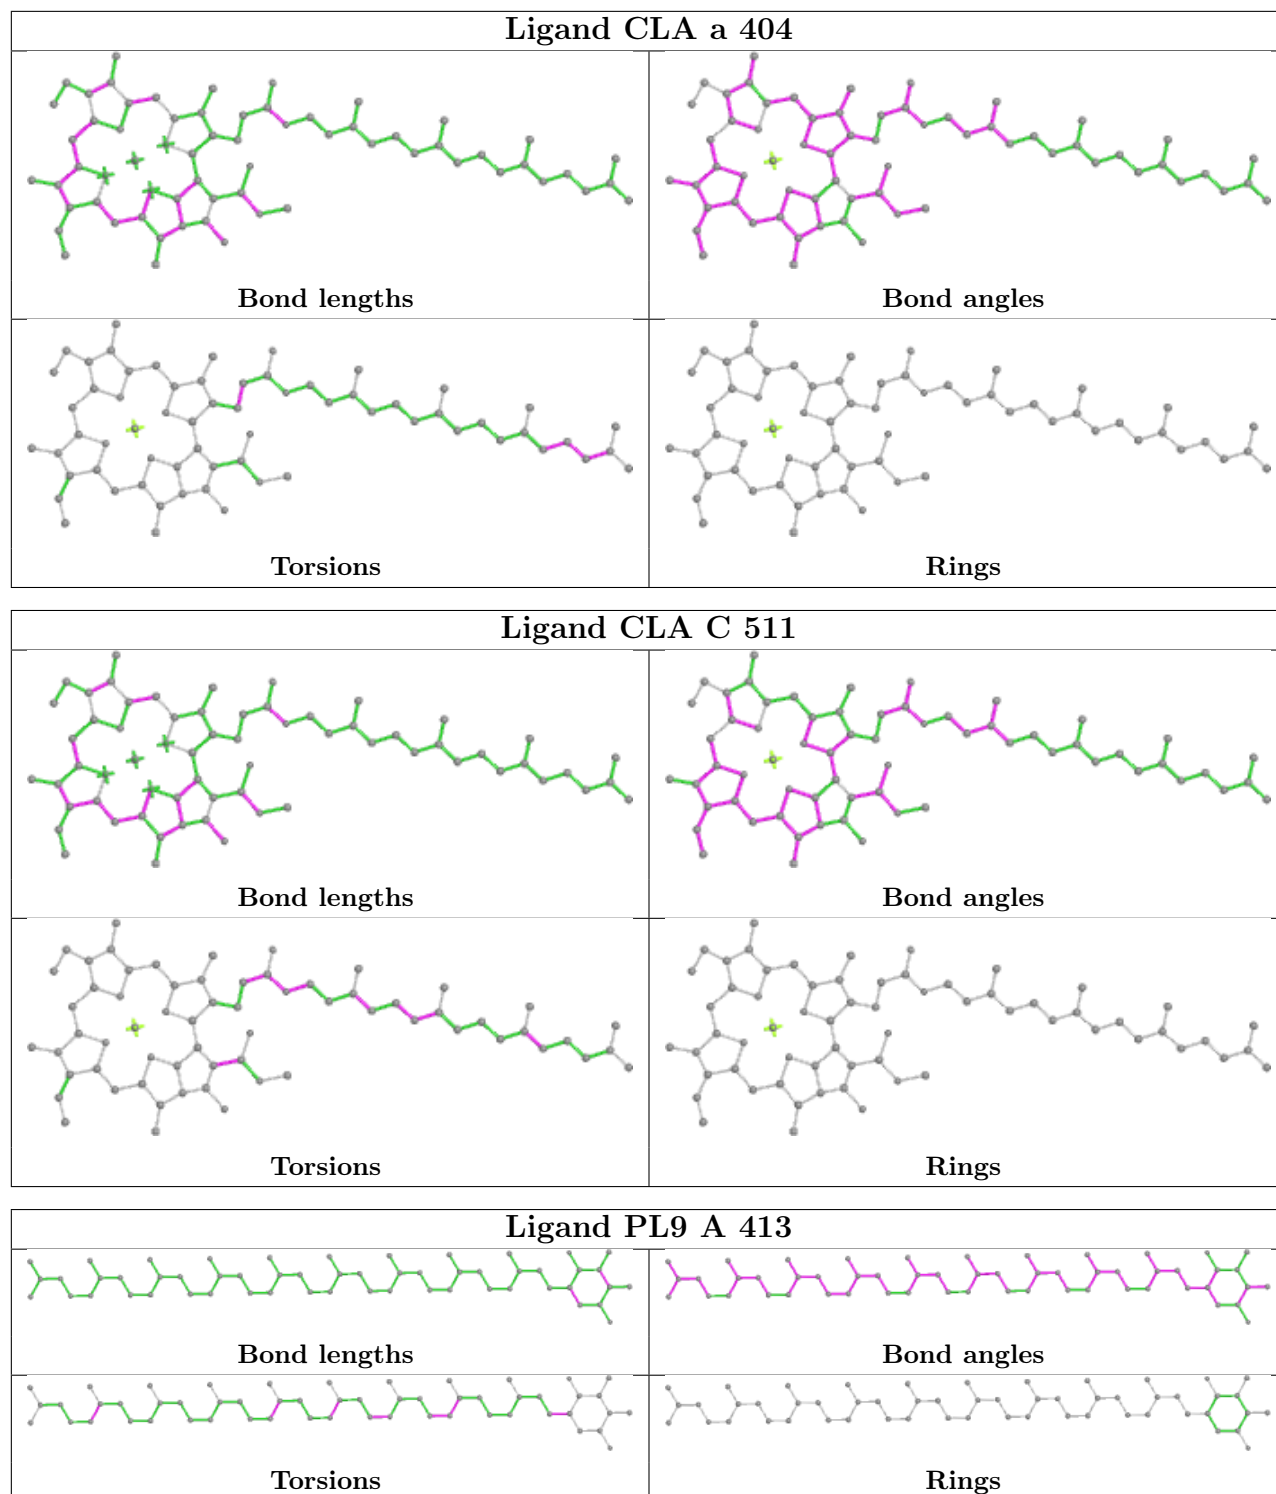 Ligand CLA a 404
Bond lengths
Bond angles
Torsions
Rings
Ligand CLA C 511
Bond lengths
Bond angles
Torsions
Rings
Ligand PL9 A 413
Bond lengths
Bond angles
Torsions
Rings